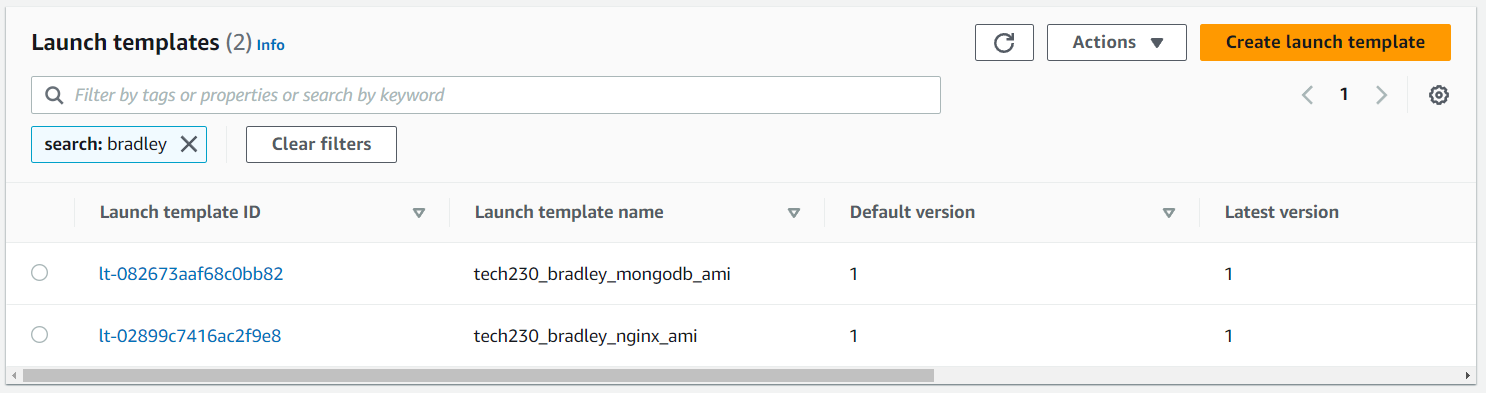 Launch templates (2) Info
Actions
Create launch template
Filter by tags or properties or search by keyword
1
search: bradley
Clear filters
Launch template ID Launch template name Default version Latest version
lt-082673aaf68c0bb82 tech230_bradley_mongodb_ami 1 1
lt-02899c7416ac2f9e8 tech230_bradley_nginx_ami 1 1